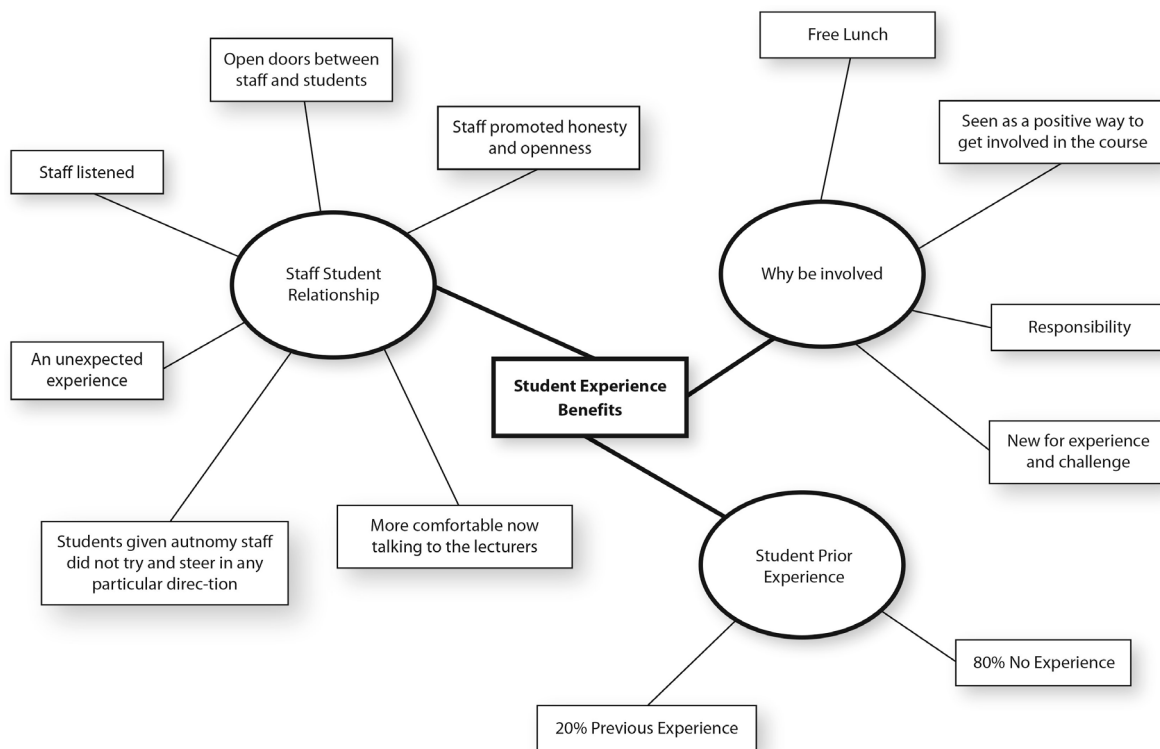 Free Lunch
Open doors between
staff and students
Staff promoted honesty
and openness
Seen as a positive way to
get involved in the course
Staff listened
Staff Student
Relationship
Why be involved
Responsibility
An unexpected
experience
Student Experience
Benefits
New for experience
and challenge
Students given autnomy staff
did not try and steer in any
particular direc-tion
More comfortable now
talking to the lecturers
Student Prior
Experience
80% No Experience
20% Previous Experience